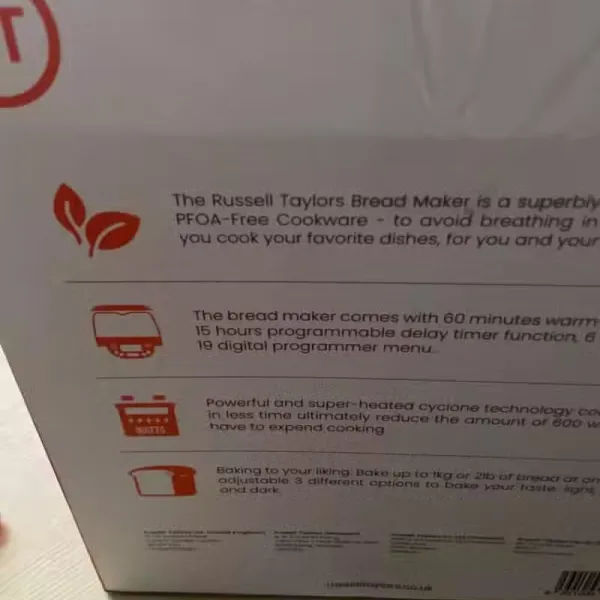 T
The Russell Taylors Bread Maker is a superbly
PFOA-Free Cookware - to avoid breathing in
you cook your favorite dishes, for you and your
The bread maker comes with 60 minutes warm
15 hours programmable delay timer function, 6
19 digital programmer menu.
Powerful and super-heated cyclone technology
in less time ultimately reduce the amount of 600
have to expend cooking
WATTS
Baking to your liking: Bake up to 1kg or 2lb of bread at
adjustable 3 different options to bake your taste, light,
and dark.